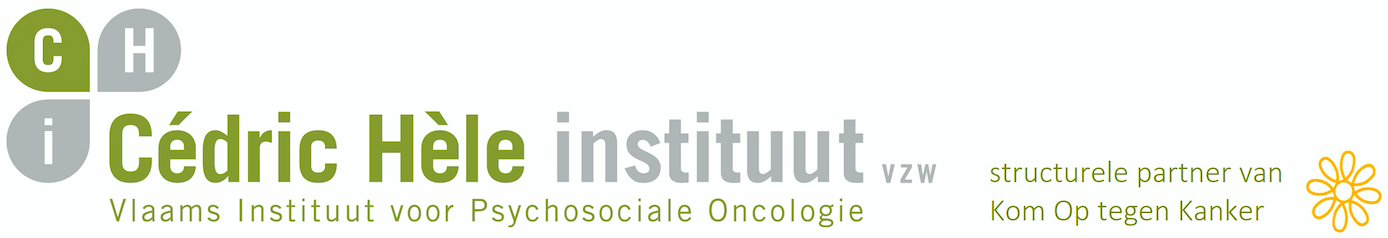 C H
i
Cédric Hèle instituut vzw
Vlaams Instituut voor Psychosociale Oncologie
structurele partner van
Kom Op tegen Kanker